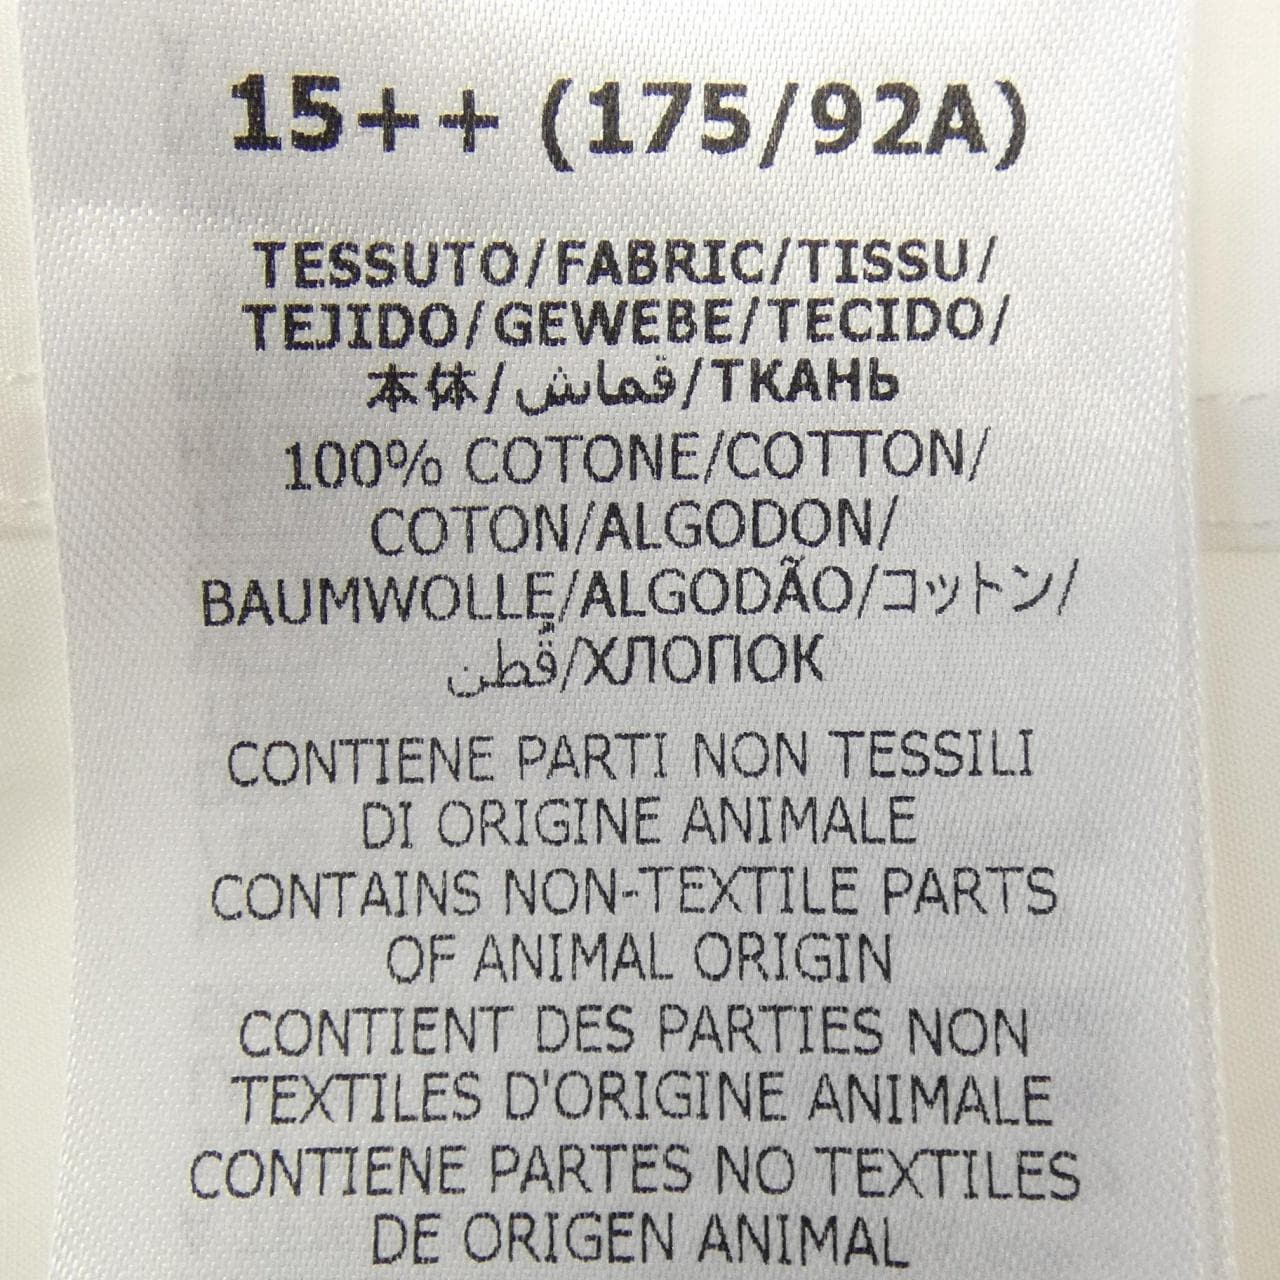 15++ (175/92A)
TESSUTO/FABRIC/TISSU/
TEJIDO/GEWEBE/TECIDO/
本体/قماش/ТКАНЬ
100% COTONE/COTTON/
COTON/ALGODON/
BAUMWOLLE/ALGODÃO/コットン/
قُطن/ХЛОПОК
CONTIENE PARTI NON TESSILI
DI ORIGINE ANIMALE
CONTAINS NON-TEXTILE PARTS
OF ANIMAL ORIGIN
CONTIENT DES PARTIES NON
TEXTILES D'ORIGINE ANIMALE
CONTIENE PARTES NO TEXTILES
DE ORIGEN ANIMAL